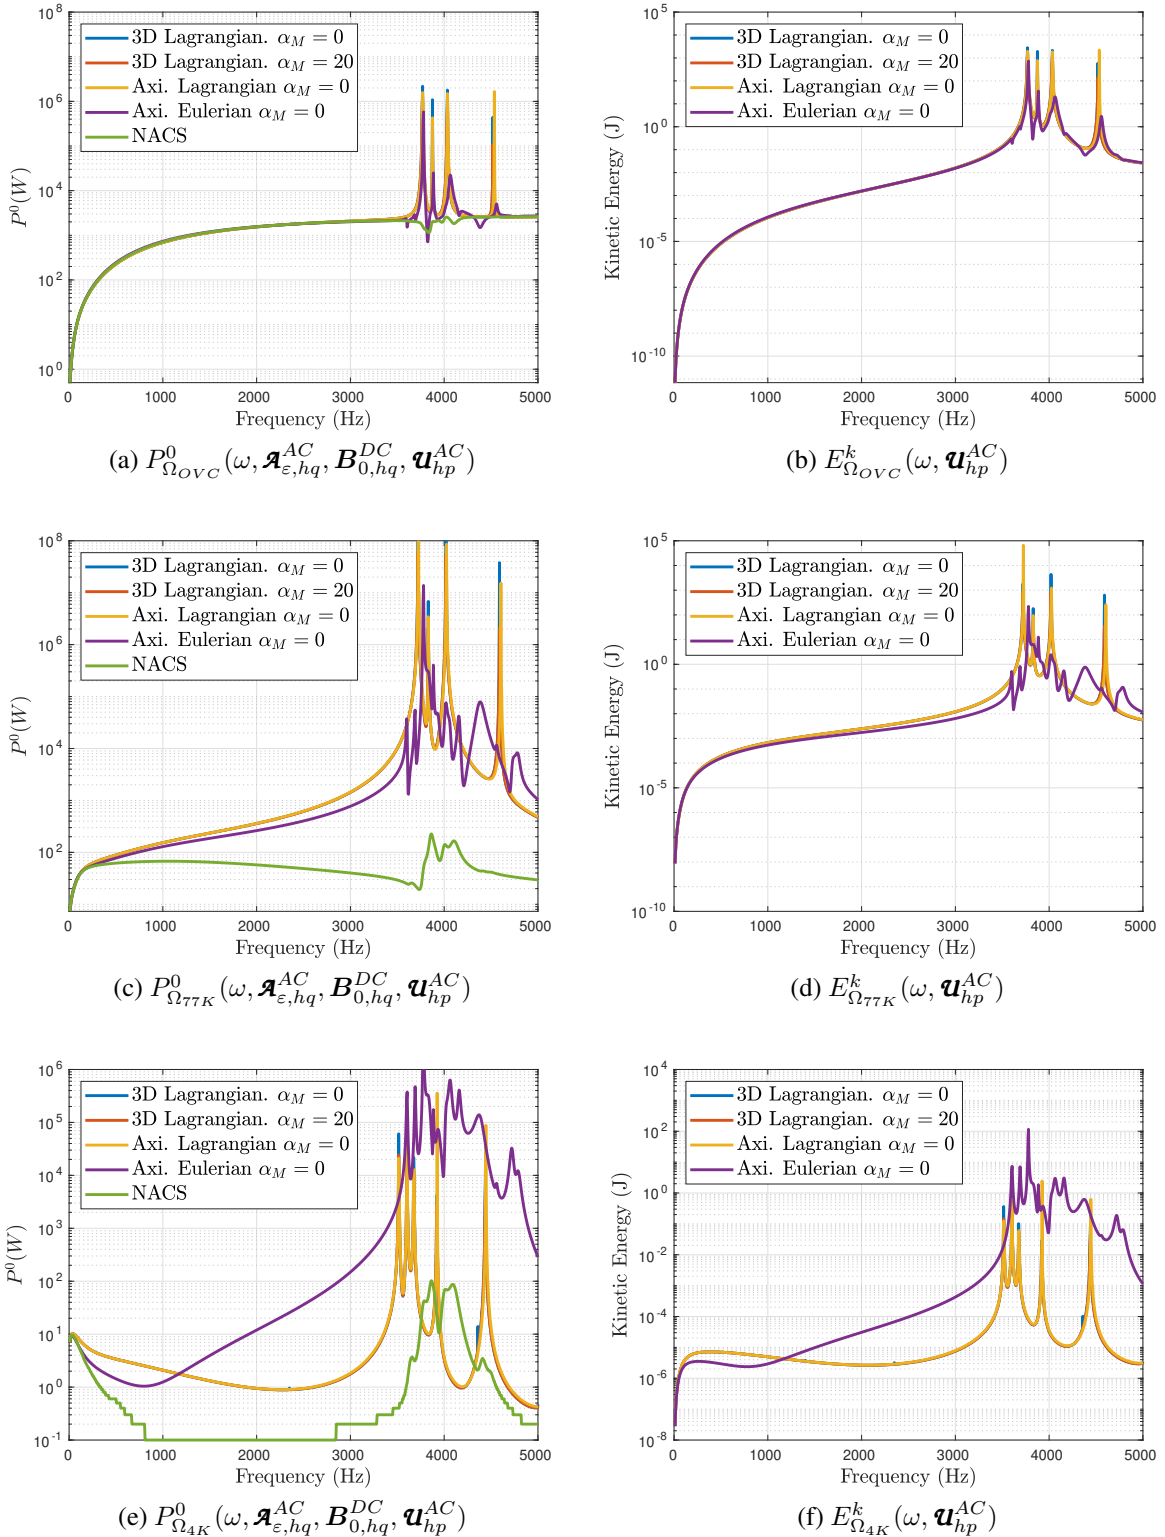 10^8
10^6
10^4
10^2
10^0
P^0(W)
3D Lagrangian. α_M = 0
3D Lagrangian. α_M = 20
Axi. Lagrangian α_M = 0
Axi. Eulerian α_M = 0
NACS
0 1000 2000 3000 4000 5000
Frequency (Hz)
(a) P^0_{Ω_{OVC}}(ω, 𝓐^{AC}_{ε,hq}, B^{DC}_{0,hq}, 𝓤^{AC}_{hp})
10^5
10^0
10^{-5}
10^{-10}
Kinetic Energy (J)
3D Lagrangian. α_M = 0
3D Lagrangian. α_M = 20
Axi. Lagrangian α_M = 0
Axi. Eulerian α_M = 0
0 1000 2000 3000 4000 5000
Frequency (Hz)
(b) E^k_{Ω_{OVC}}(ω, 𝓤^{AC}_{hp})
10^8
10^6
10^4
10^2
P^0(W)
3D Lagrangian. α_M = 0
3D Lagrangian. α_M = 20
Axi. Lagrangian α_M = 0
Axi. Eulerian α_M = 0
NACS
0 1000 2000 3000 4000 5000
Frequency (Hz)
(c) P^0_{Ω_{77K}}(ω, 𝓐^{AC}_{ε,hq}, B^{DC}_{0,hq}, 𝓤^{AC}_{hp})
10^5
10^0
10^{-5}
10^{-10}
Kinetic Energy (J)
3D Lagrangian. α_M = 0
3D Lagrangian. α_M = 20
Axi. Lagrangian α_M = 0
Axi. Eulerian α_M = 0
0 1000 2000 3000 4000 5000
Frequency (Hz)
(d) E^k_{Ω_{77K}}(ω, 𝓤^{AC}_{hp})
10^6
10^5
10^4
10^3
10^2
10^1
10^0
10^{-1}
P^0(W)
3D Lagrangian. α_M = 0
3D Lagrangian. α_M = 20
Axi. Lagrangian α_M = 0
Axi. Eulerian α_M = 0
NACS
0 1000 2000 3000 4000 5000
Frequency (Hz)
(e) P^0_{Ω_{4K}}(ω, 𝓐^{AC}_{ε,hq}, B^{DC}_{0,hq}, 𝓤^{AC}_{hp})
10^4
10^2
10^0
10^{-2}
10^{-4}
10^{-6}
10^{-8}
Kinetic Energy (J)
3D Lagrangian. α_M = 0
3D Lagrangian. α_M = 20
Axi. Lagrangian α_M = 0
Axi. Eulerian α_M = 0
0 1000 2000 3000 4000 5000
Frequency (Hz)
(f) E^k_{Ω_{4K}}(ω, 𝓤^{AC}_{hp})